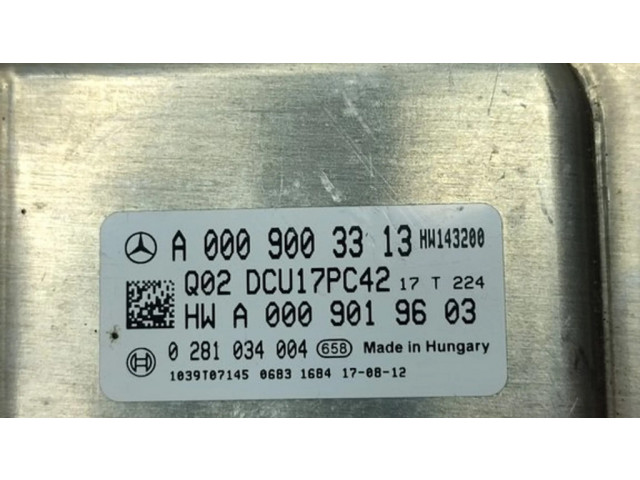 A 000 900 33 13 HW143200
Q02 DCU17PC42 17 T 224
HW A 000 901 96 03
0 281 034 004 658 Made in Hungary
1039T07145 0683 1684 17-08-12